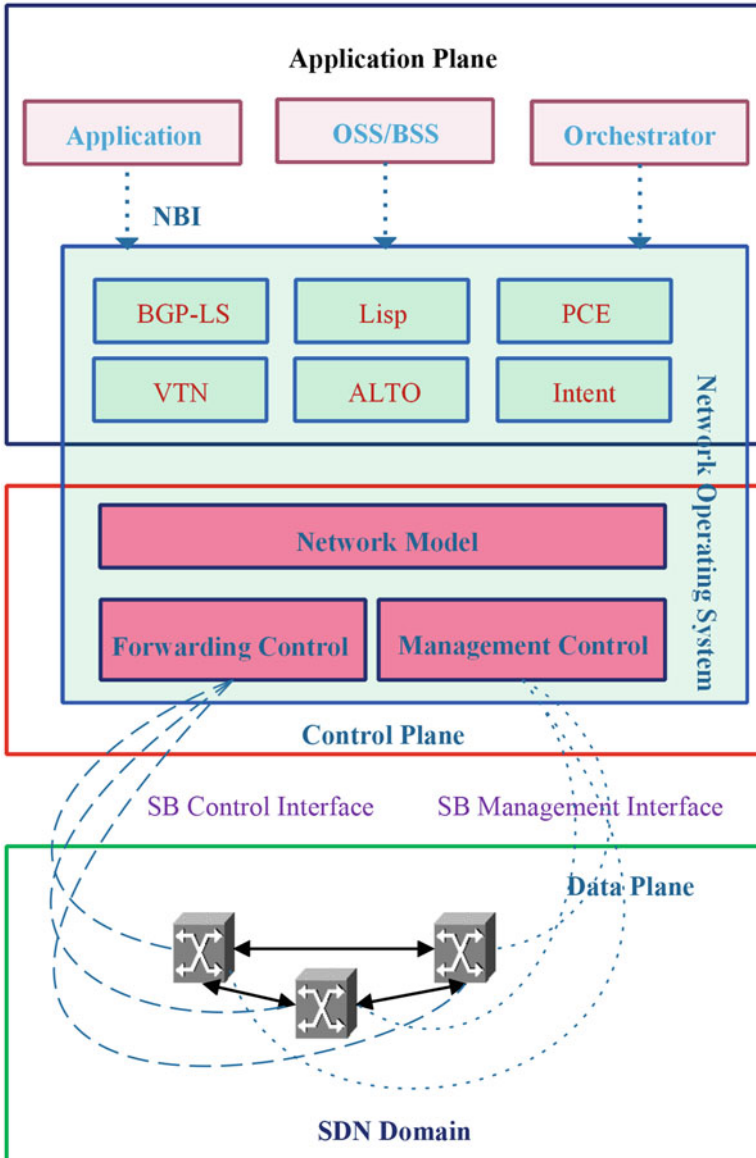 Application Plane
Application
OSS/BSS
Orchestrator
NBI
BGP-LS
Lisp
PCE
VTN
ALTO
Intent
Network Operating System
Network Model
Forwarding Control
Management Control
Control Plane
SB Control Interface
SB Management Interface
Data Plane
SDN Domain